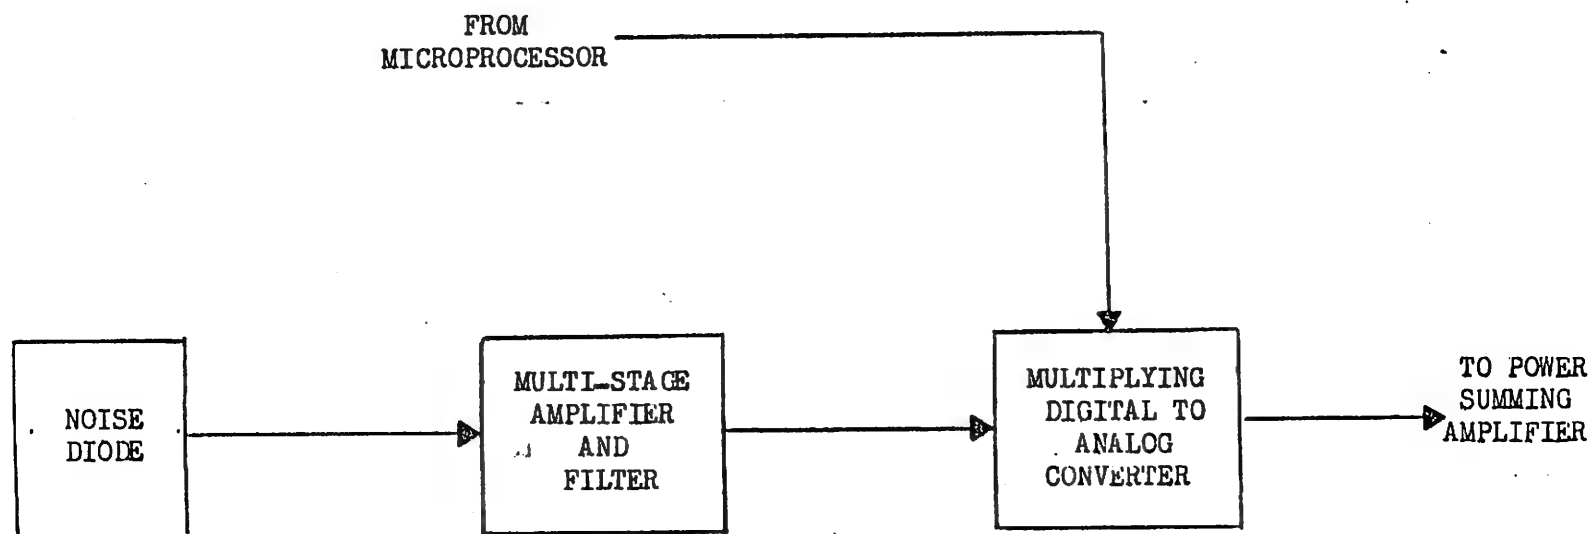 FROM
MICROPROCESSOR
NOISE
DIODE
MULTI-STAGE
AMPLIFIER
AND
FILTER
MULTIPLYING
DIGITAL TO
ANALOG
CONVERTER
TO POWER
SUMMING
AMPLIFIER